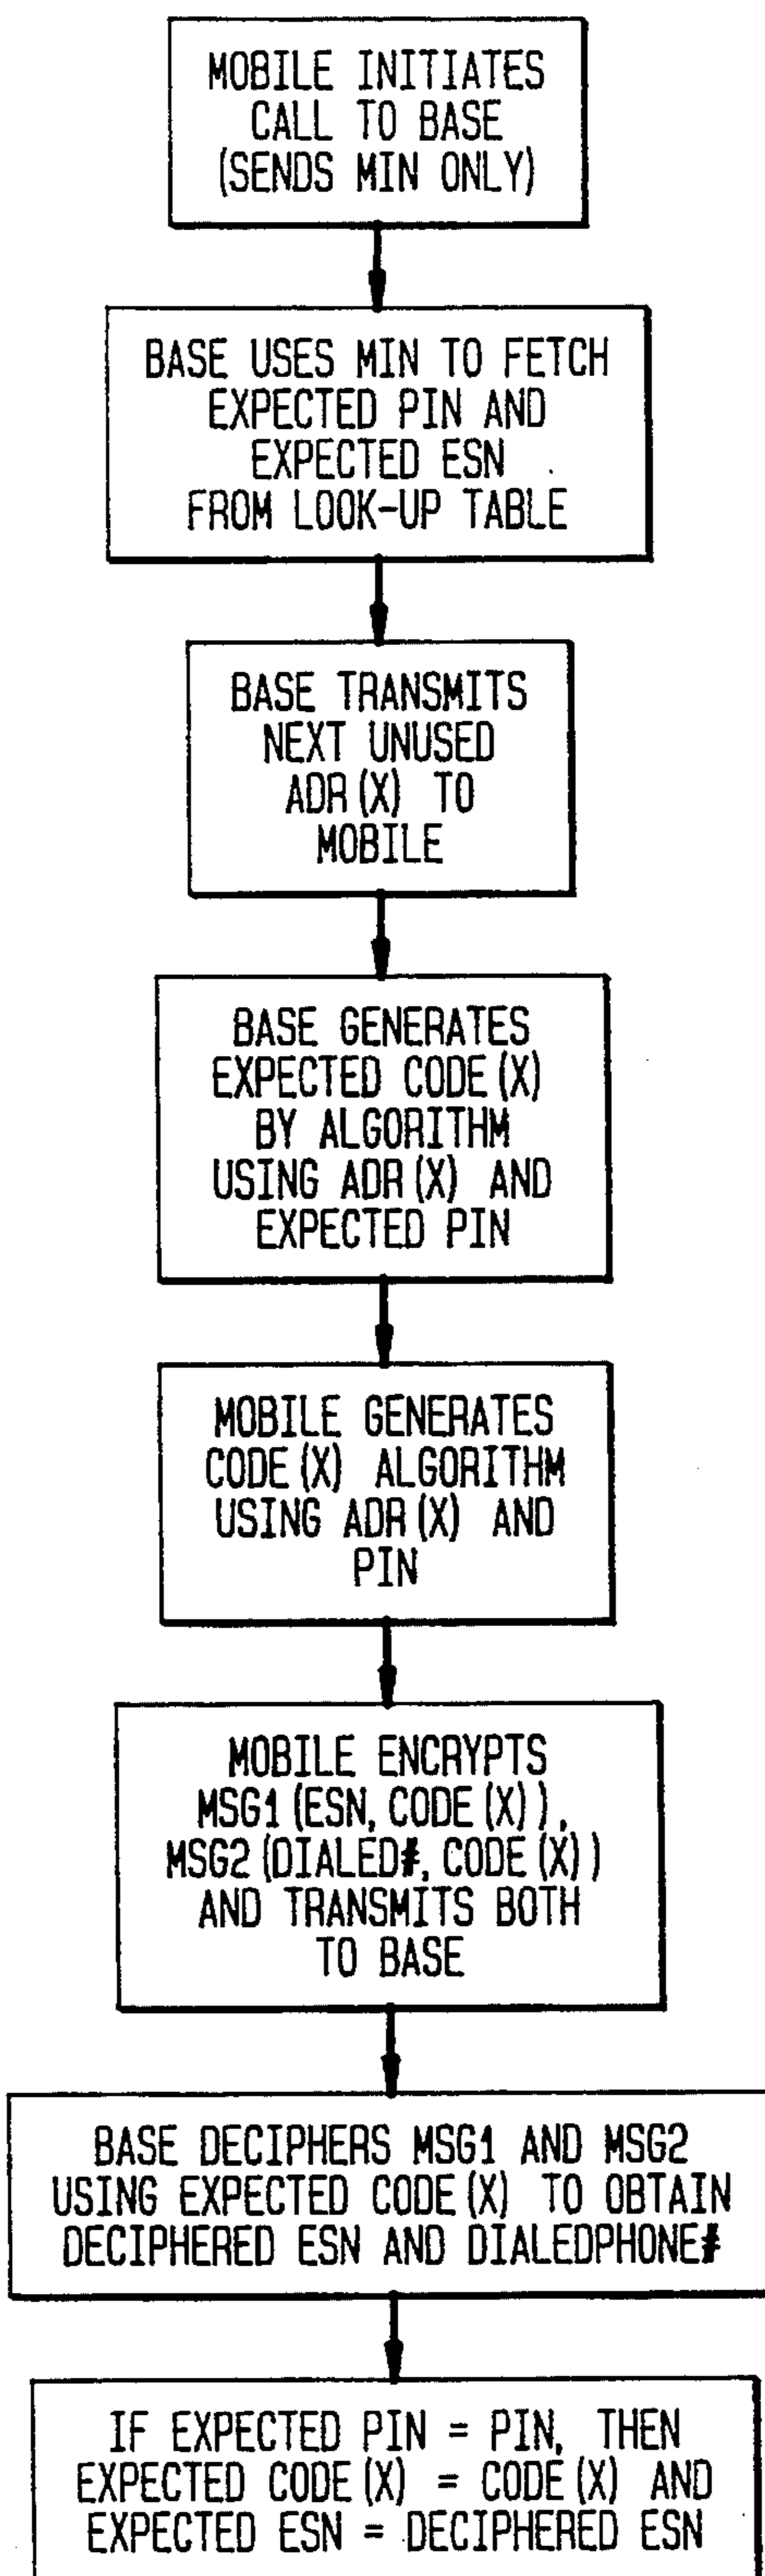 MOBILE INITIATES
CALL TO BASE
(SENDS MIN ONLY)
BASE USES MIN TO FETCH
EXPECTED PIN AND
EXPECTED ESN
FROM LOOK-UP TABLE
BASE TRANSMITS
NEXT UNUSED
ADR(X) TO
MOBILE
BASE GENERATES
EXPECTED CODE(X)
BY ALGORITHM
USING ADR(X) AND
EXPECTED PIN
MOBILE GENERATES
CODE(X) ALGORITHM
USING ADR(X) AND
PIN
MOBILE ENCRYPTS
MSG1(ESN, CODE(X)),
MSG2(DIALED#, CODE(X))
AND TRANSMITS BOTH
TO BASE
BASE DECIPHERS MSG1 AND MSG2
USING EXPECTED CODE(X) TO OBTAIN
DECIPHERED ESN AND DIALEDPHONE#
IF EXPECTED PIN = PIN, THEN
EXPECTED CODE(X) = CODE(X) AND
EXPECTED ESN = DECIPHERED ESN